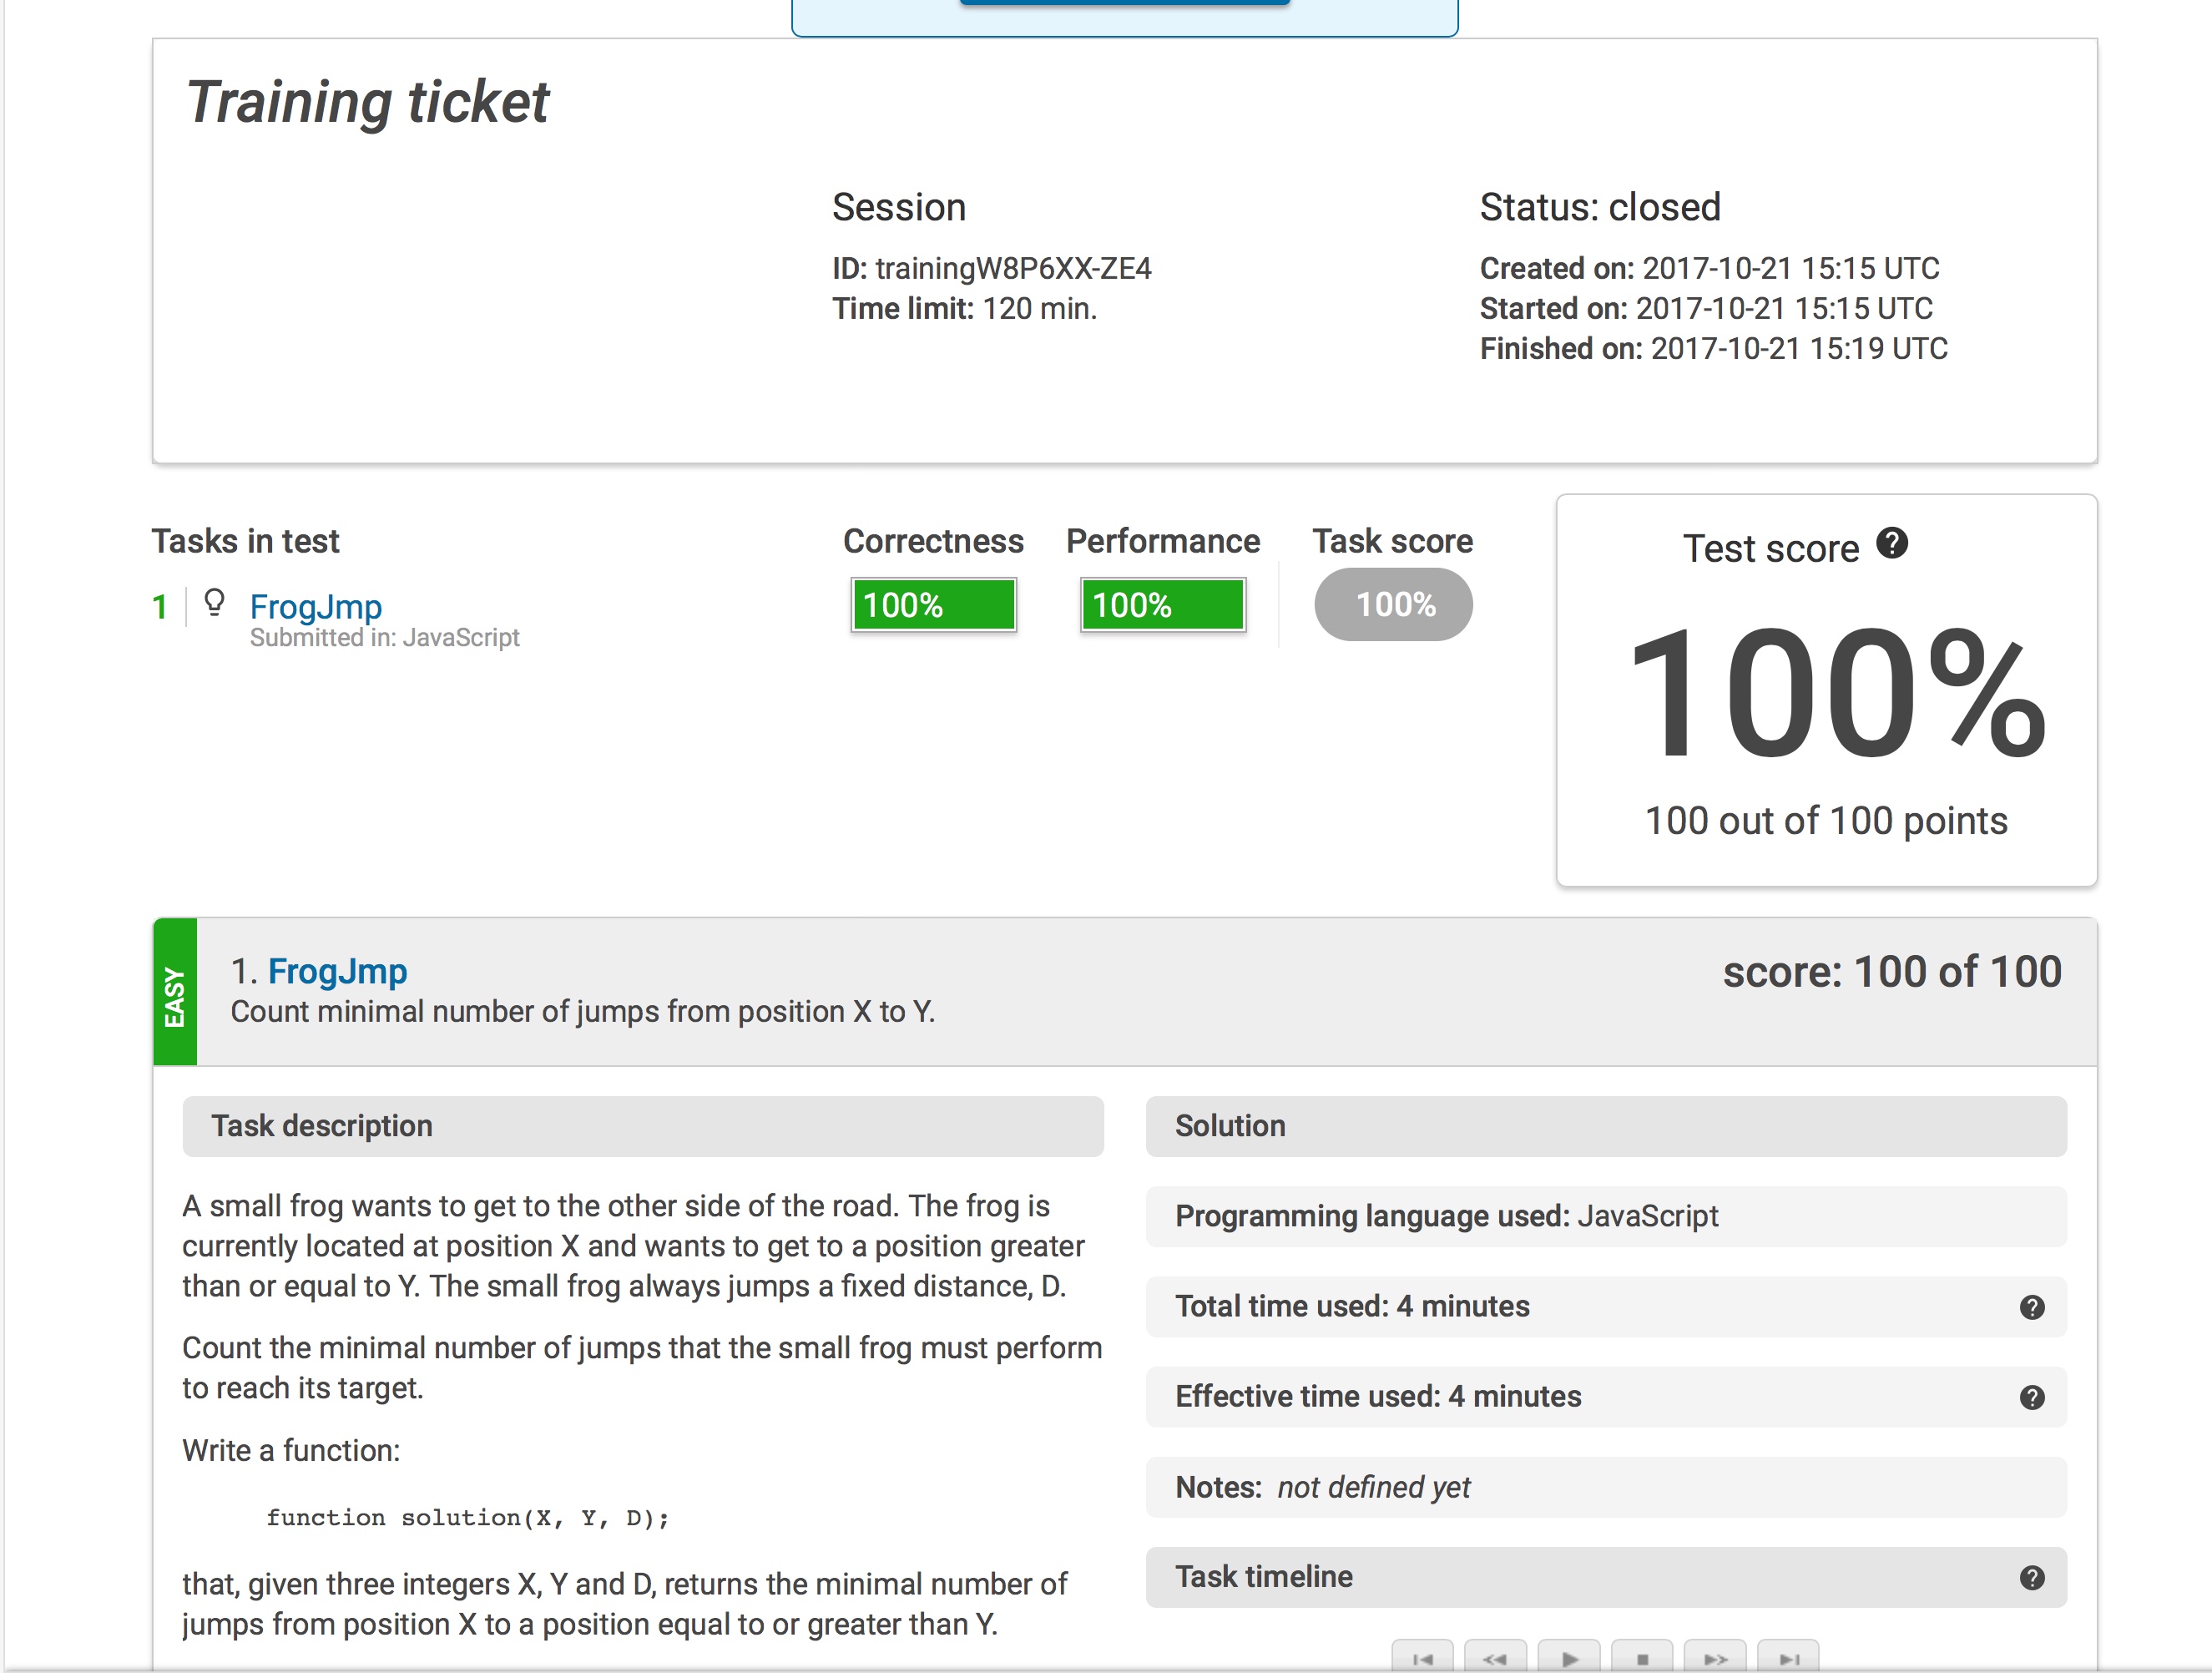 Training ticket
Session
ID: trainingW8P6XX-ZE4
Time limit: 120 min.
Status: closed
Created on: 2017-10-21 15:15 UTC
Started on: 2017-10-21 15:15 UTC
Finished on: 2017-10-21 15:19 UTC
Tasks in test
Correctness
Performance
Task score
1
FrogJmp
Submitted in: JavaScript
100%
100%
100%
Test score ?
100%
100 out of 100 points
EASY
1. FrogJmp
Count minimal number of jumps from position X to Y.
score: 100 of 100
Task description
A small frog wants to get to the other side of the road. The frog is
currently located at position X and wants to get to a position greater
than or equal to Y. The small frog always jumps a fixed distance, D.
Count the minimal number of jumps that the small frog must perform
to reach its target.
Write a function:
function solution(X, Y, D);
that, given three integers X, Y and D, returns the minimal number of
jumps from position X to a position equal to or greater than Y.
Solution
Programming language used: JavaScript
Total time used: 4 minutes ?
Effective time used: 4 minutes ?
Notes: not defined yet
Task timeline ?